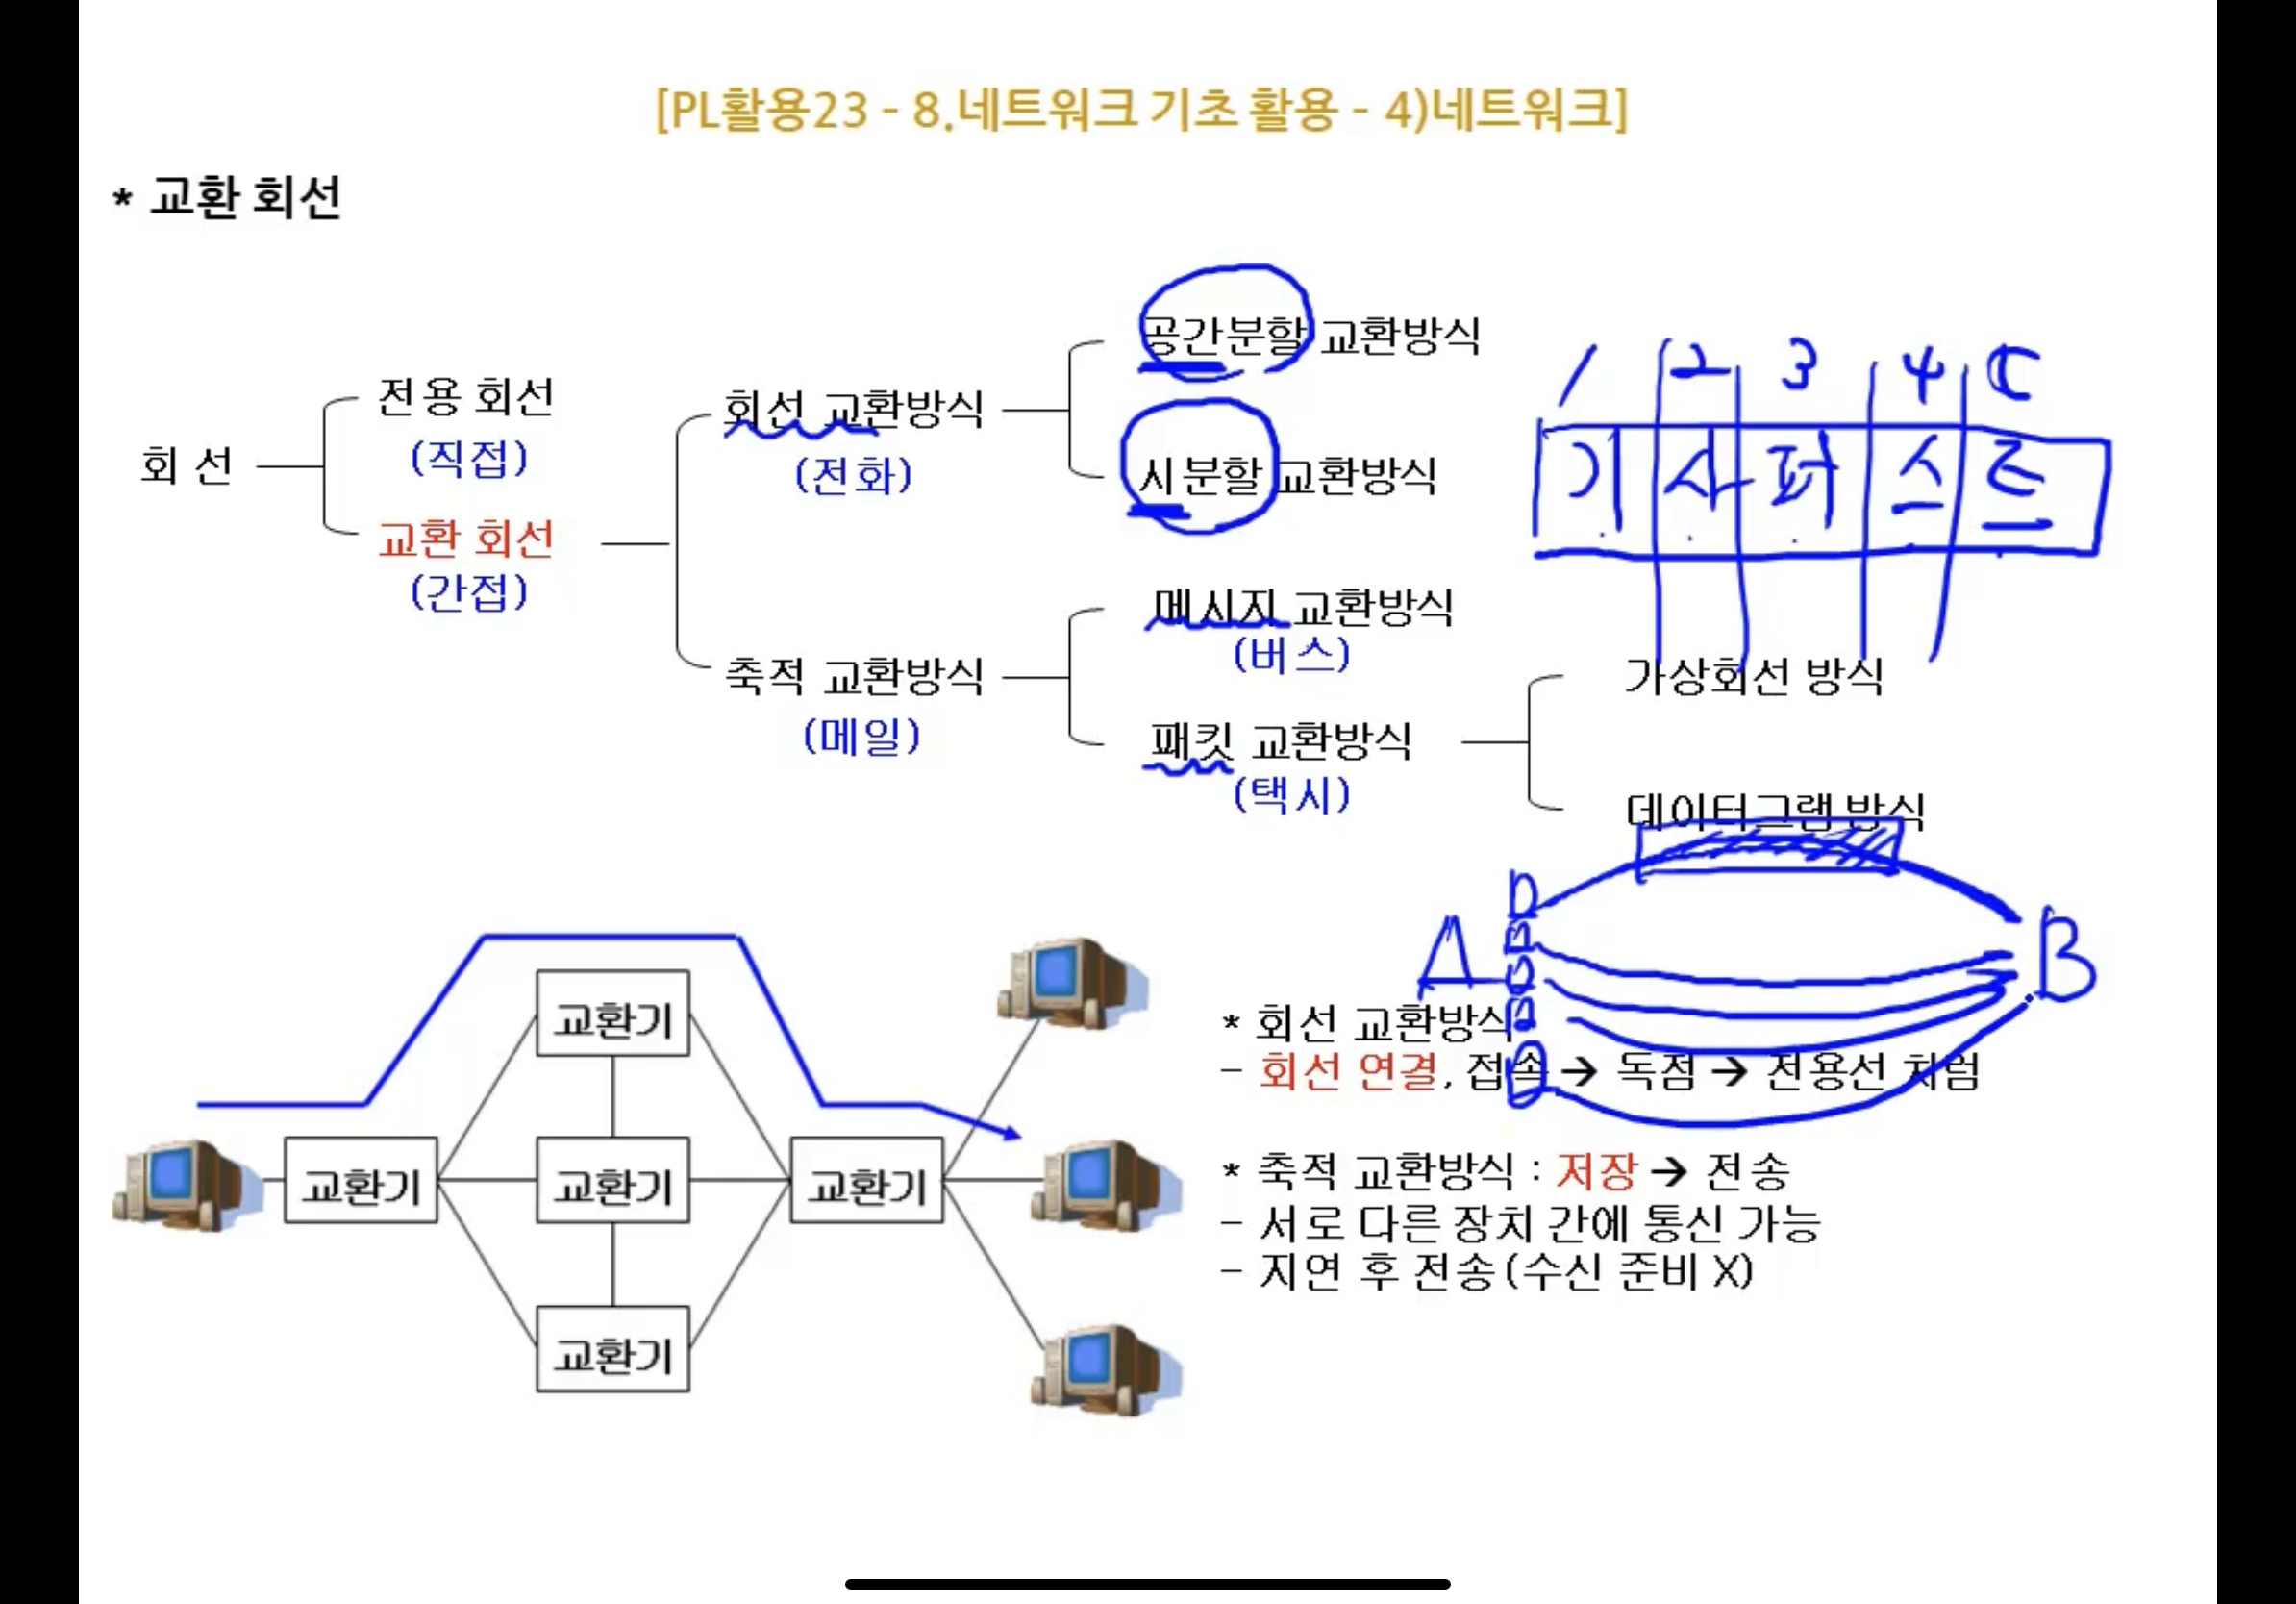 [PL활용23 - 8.네트워크 기초 활용 - 4)네트워크]
* 교환 회선
회 선
전용 회선
(직접)
교환 회선
(간접)
회선 교환방식
(전화)
축적 교환방식
(메일)
공간분할 교환방식
시분할 교환방식
메시지 교환방식
(버스)
패킷 교환방식
(택시)
1 2 3 4 5
기 사 퍼 스 트
가상회선 방식
데이터그램 방식
A
B
교환기
교환기
교환기
교환기
교환기
* 회선 교환방식
- 회선 연결, 접속 → 독점 → 전용선 처럼
* 축적 교환방식 : 저장 → 전송
- 서로 다른 장치 간에 통신 가능
- 지연 후 전송(수신 준비 X)